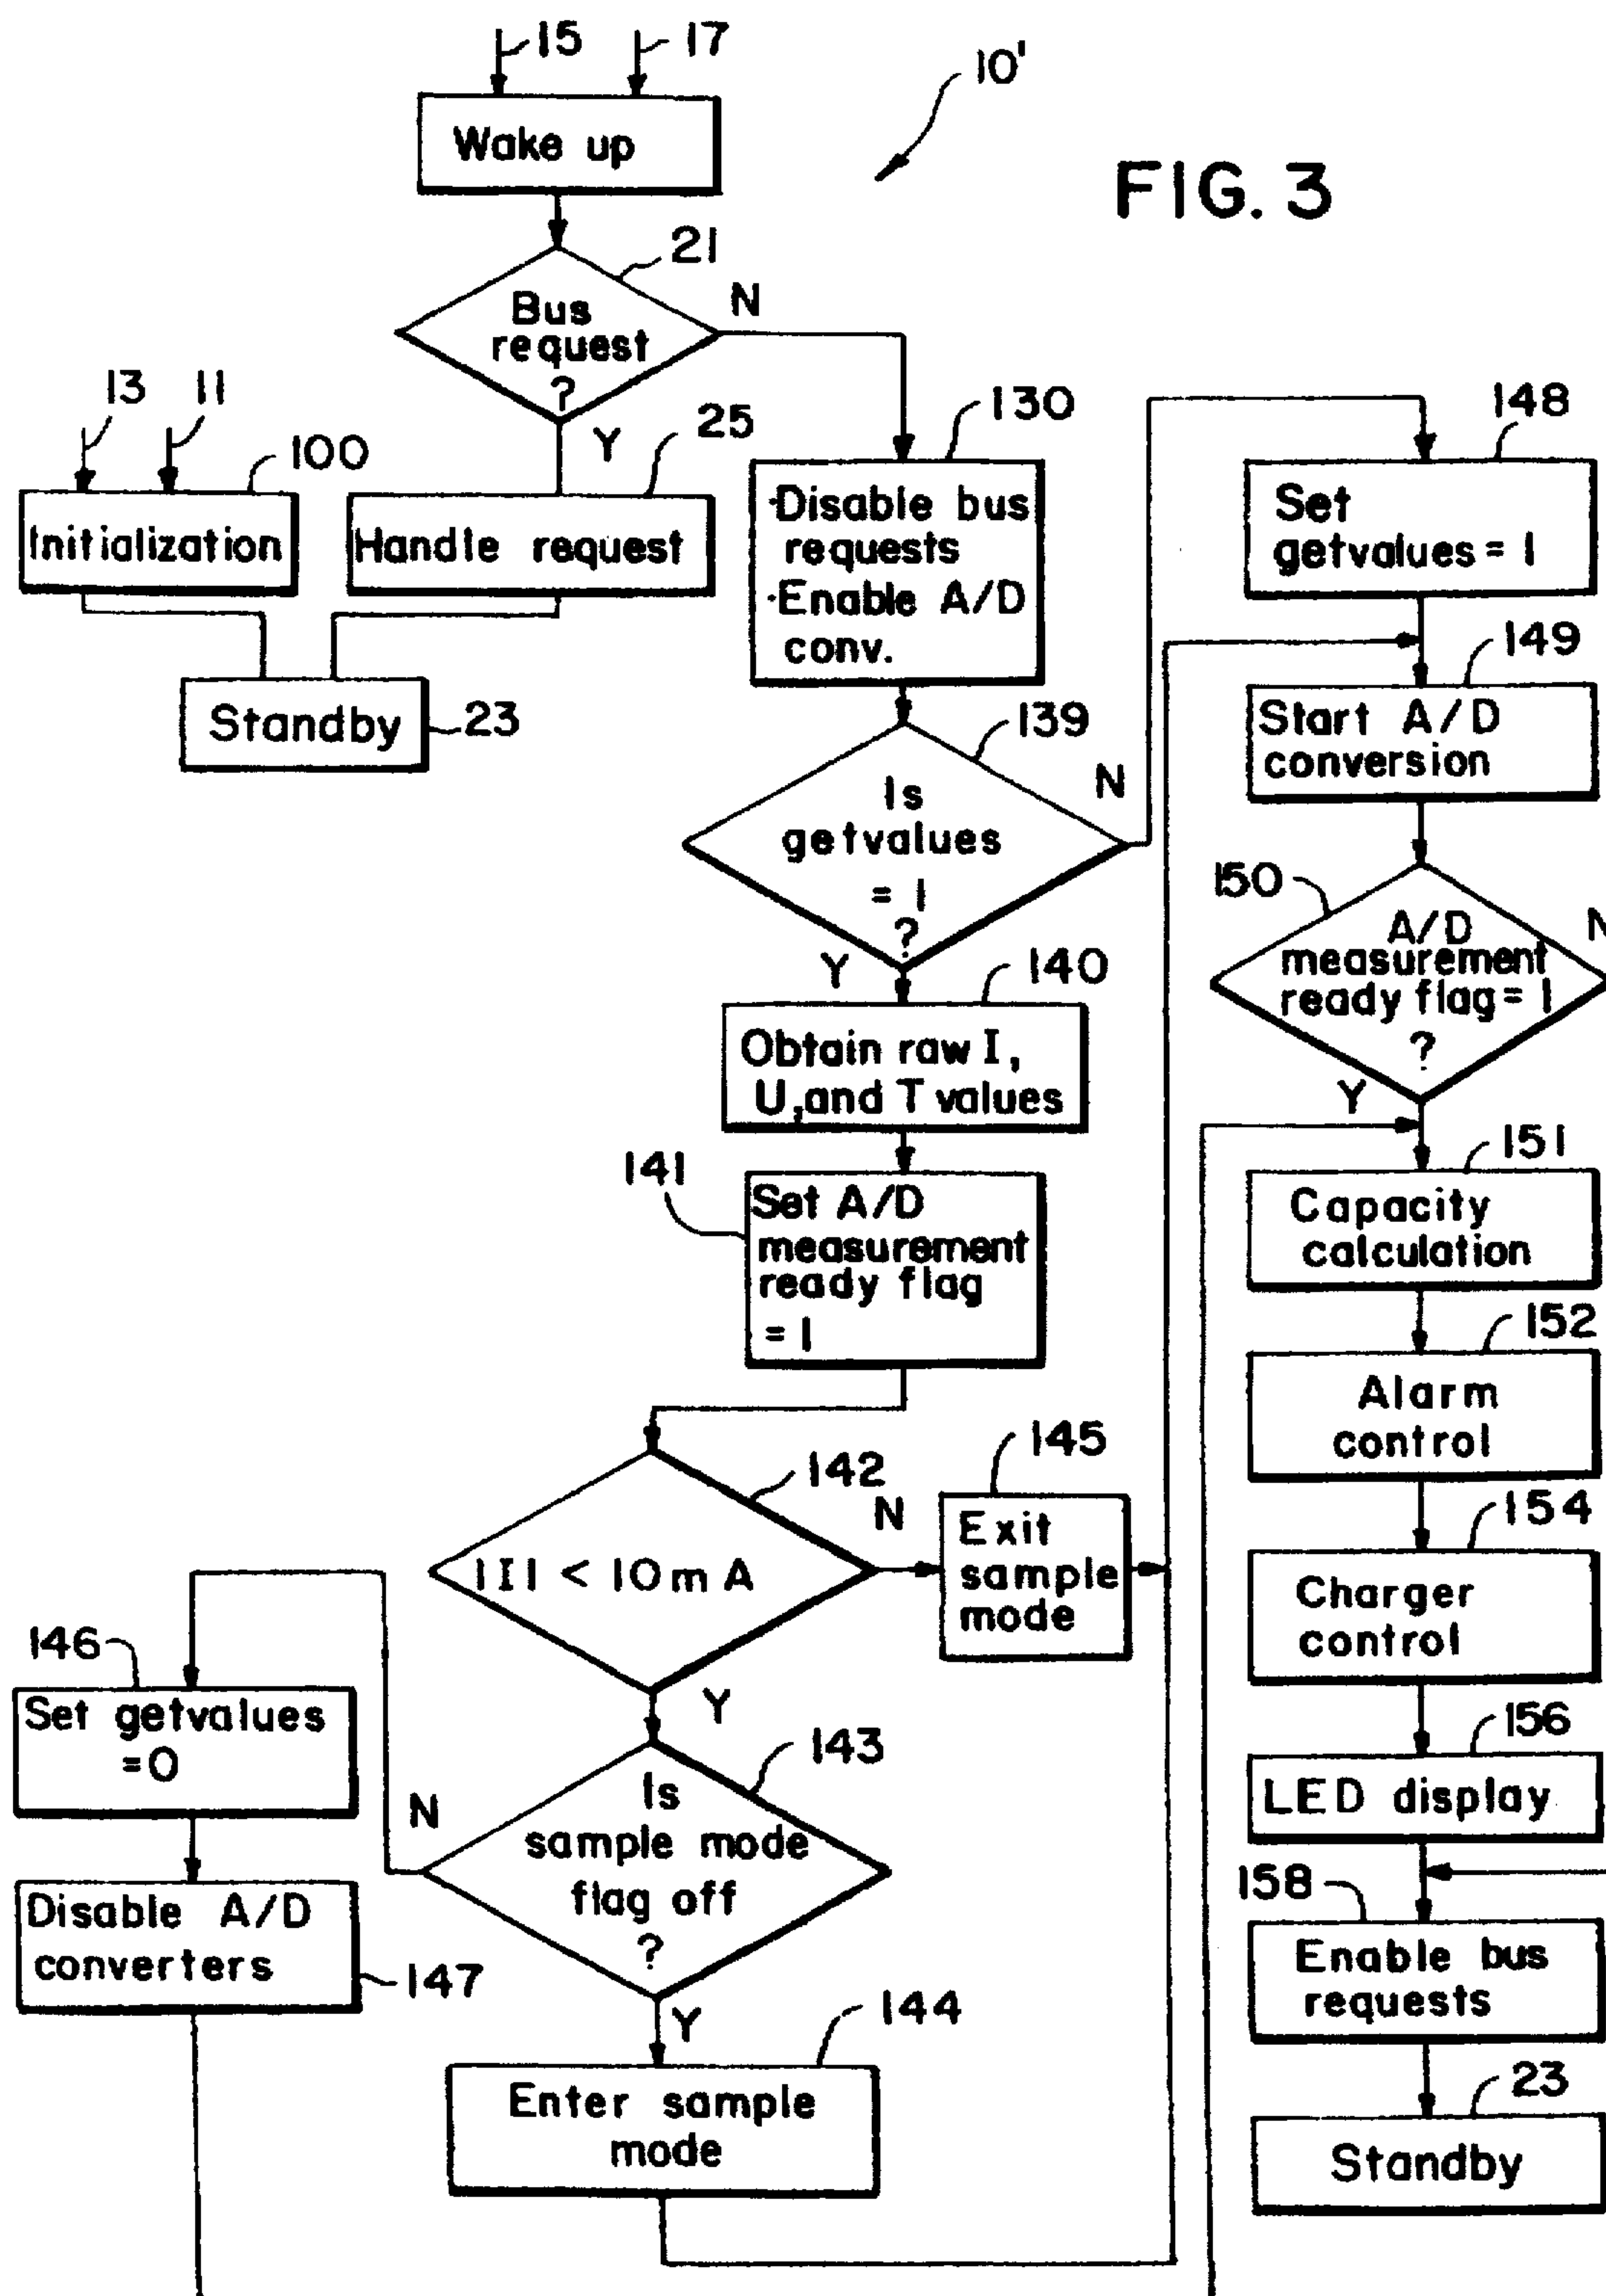 15
17
10'
Wake up
FIG. 3
21
Bus
request
?
N
Y
13
11
100
Initialization
25
Handle request
Standby
23
130
·Disable bus
requests
·Enable A/D
conv.
139
Is
getvalues
= 1
?
N
Y
140
Obtain raw I,
U, and T values
141
Set A/D
measurement
ready flag
= 1
142
|I| < 10 mA
N
Y
145
Exit
sample
mode
143
Is
sample mode
flag off
?
N
Y
146
Set getvalues
=0
Disable A/D
converters
147
144
Enter sample
mode
148
Set
getvalues = 1
149
Start A/D
conversion
150
A/D
measurement
ready flag = 1
?
N
Y
151
Capacity
calculation
152
Alarm
control
154
Charger
control
156
LED display
158
Enable bus
requests
23
Standby